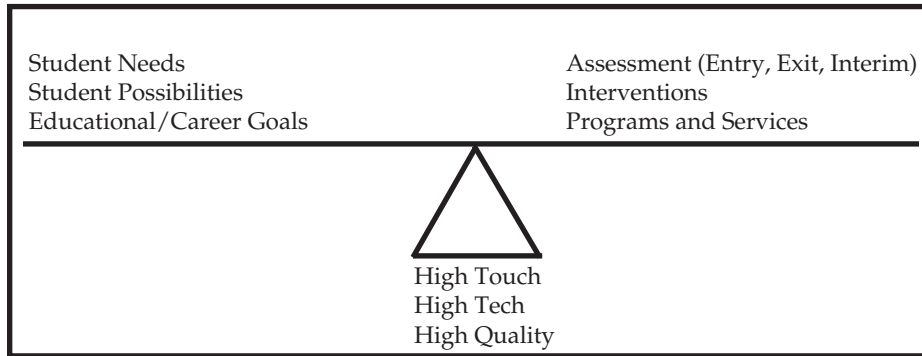 Student Needs
Student Possibilities
Educational/Career Goals
Assessment (Entry, Exit, Interim)
Interventions
Programs and Services
High Touch
High Tech
High Quality